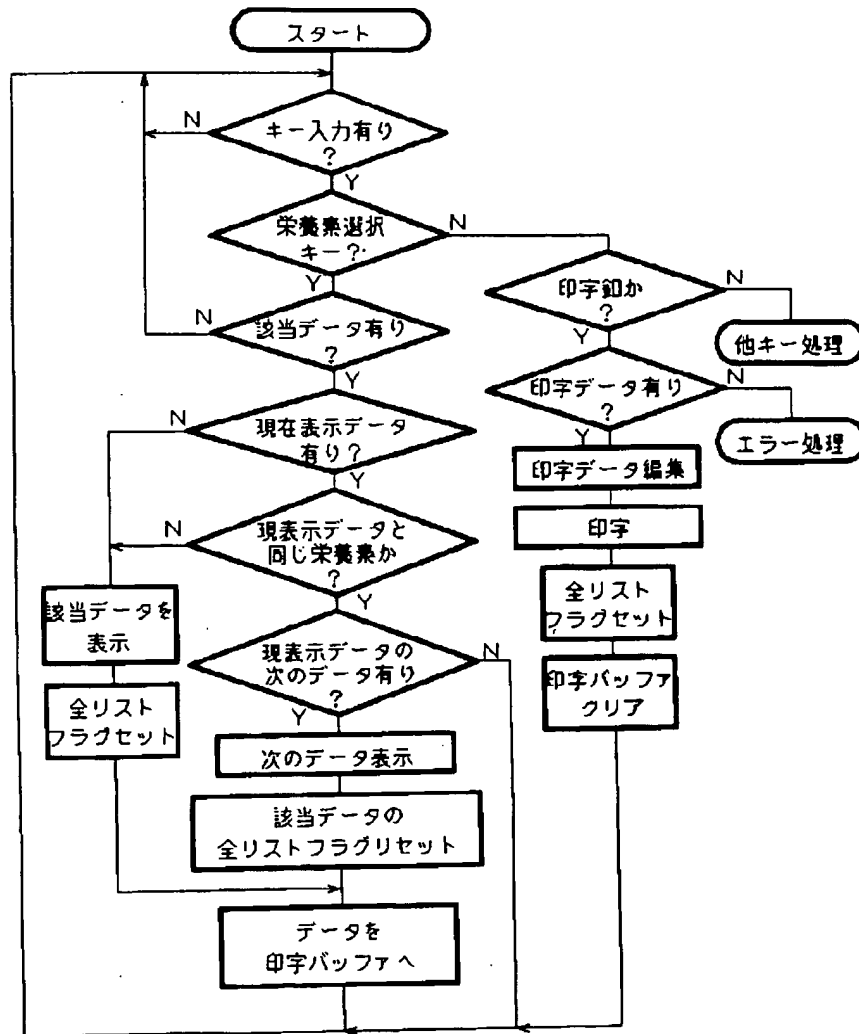 スタート
N
キー入力有り
?
Y
栄養素選択
キー?
N
Y
印字釦か
?
N
Y
他キー処理
N
該当データ有り
?
Y
印字データ有り
?
N
Y
エラー処理
N
現在表示データ
有り?
Y
印字データ編集
N
現表示データと
同じ栄養素か
?
Y
印字
全リスト
フラグセット
該当データを
表示
現表示データの
次のデータ有り
?
N
Y
印字バッファ
クリア
全リスト
フラグセット
次のデータ表示
該当データの
全リストフラグリセット
データを
印字バッファへ